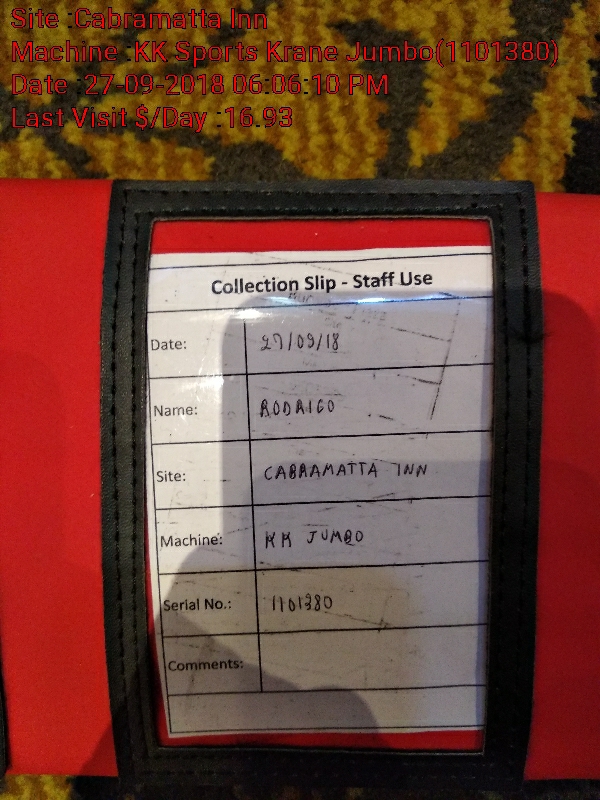 Site :Cabramatta Inn
Machine :KK Sports Krane Jumbo(1101380)
Date :27-09-2018 06:06:10 PM
Last Visit $/Day :16.93
Collection Slip - Staff Use
Date: 27/09/18
Name: RODRIGO
Site: CABRAMATTA INN
Machine: KK JUMBO
Serial No.: 1101380
Comments: